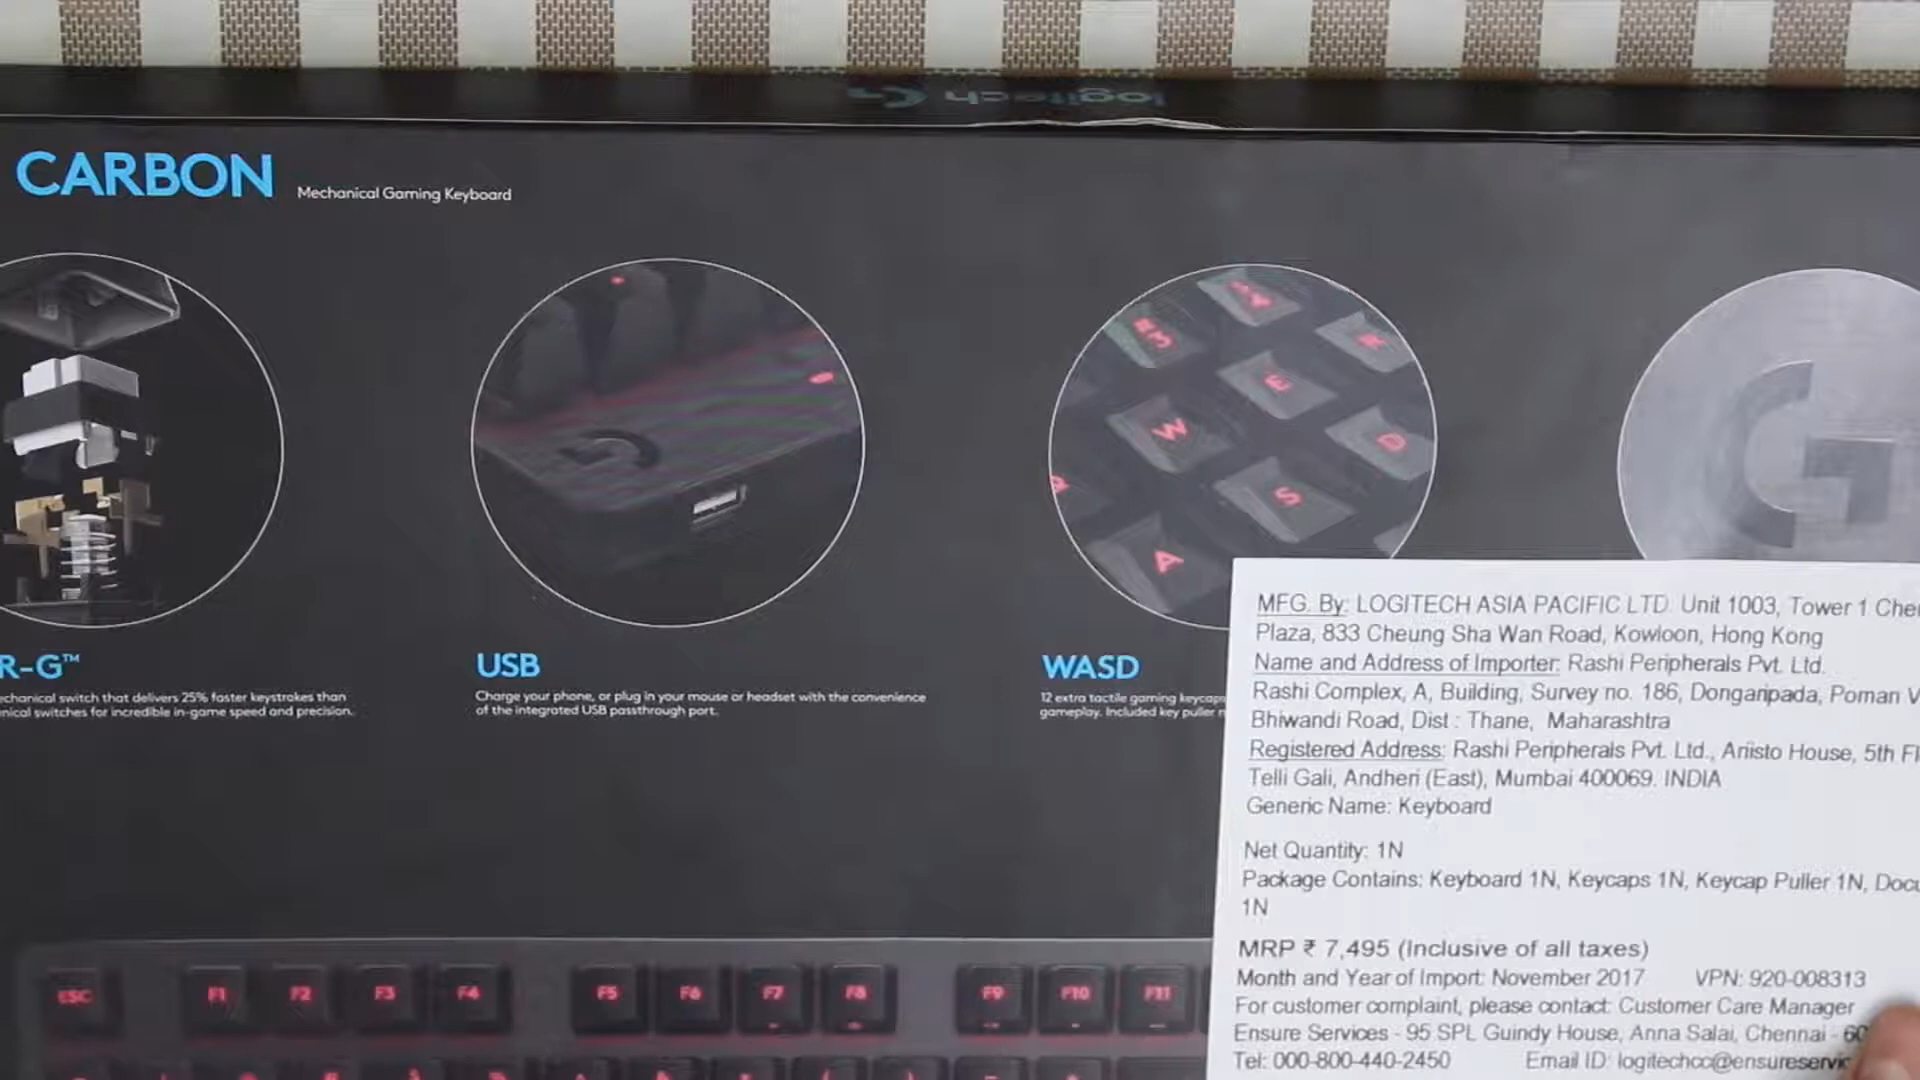 logitech G
CARBON Mechanical Gaming Keyboard
R-G™
mechanical switch that delivers 25% faster keystrokes than
switches for incredible in-game speed and precision.
USB
Charge your phone, or plug in your mouse or headset with the convenience
of the integrated USB passthrough port.
WASD
12 extra tactile gaming keycaps
gameplay. Included key puller
E R
W E D
S
A
G
MFG. By: LOGITECH ASIA PACIFIC LTD. Unit 1003, Tower 1
Plaza, 833 Cheung Sha Wan Road, Kowloon, Hong Kong
Name and Address of Importer: Rashi Peripherals Pvt. Ltd.
Rashi Complex, A, Building, Survey no. 186, Dongaripada, Poman
Bhiwandi Road, Dist : Thane, Maharashtra
Registered Address: Rashi Peripherals Pvt. Ltd., Ariisto House, 5th
Telli Gali, Andheri (East), Mumbai 400069. INDIA
Generic Name: Keyboard
Net Quantity: 1N
Package Contains: Keyboard 1N, Keycaps 1N, Keycap Puller 1N,
1N
MRP ₹ 7,495 (Inclusive of all taxes)
Month and Year of Import: November 2017 VPN: 920-008313
For customer complaint, please contact: Customer Care Manager
Ensure Services - 95 SPL Guindy House, Anna Salai, Chennai -
Tel: 000-800-440-2450 Email ID: logitechcc@ensureservic
ESC F1 F2 F3 F4 F5 F6 F7 F8 F9 F10 F11